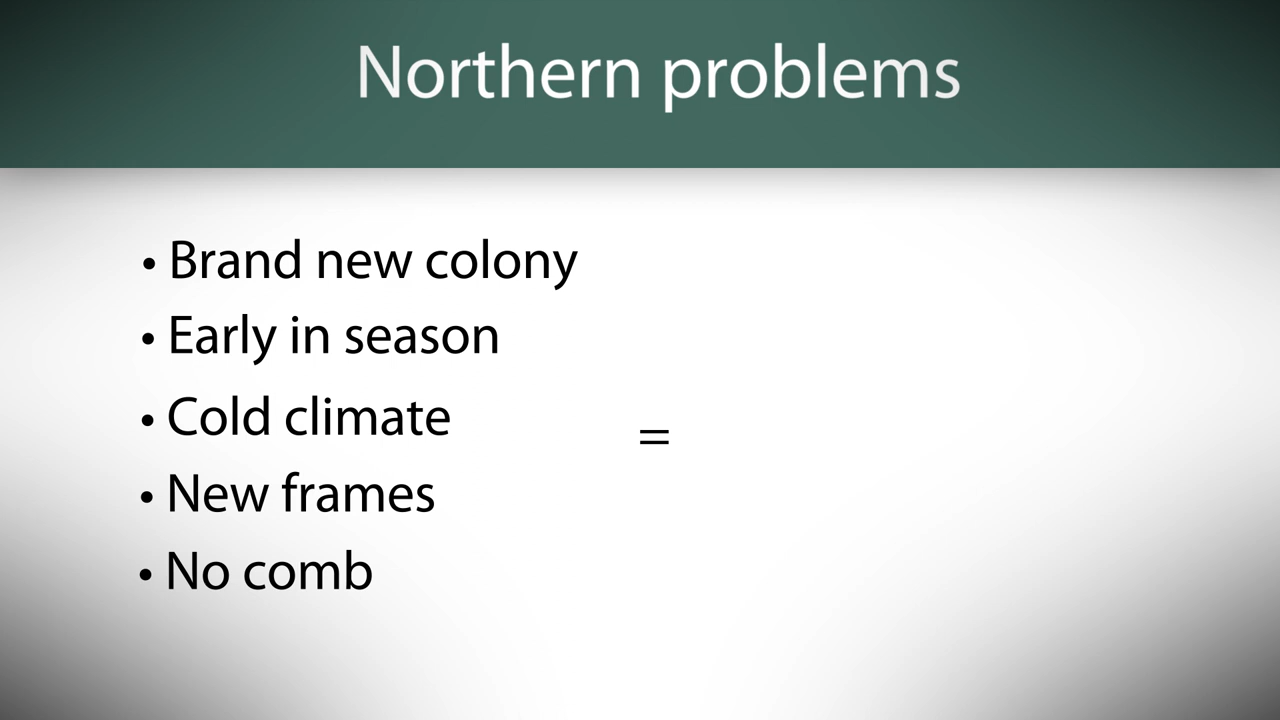 Northern problems
• Brand new colony
• Early in season
• Cold climate
=
• New frames
• No comb